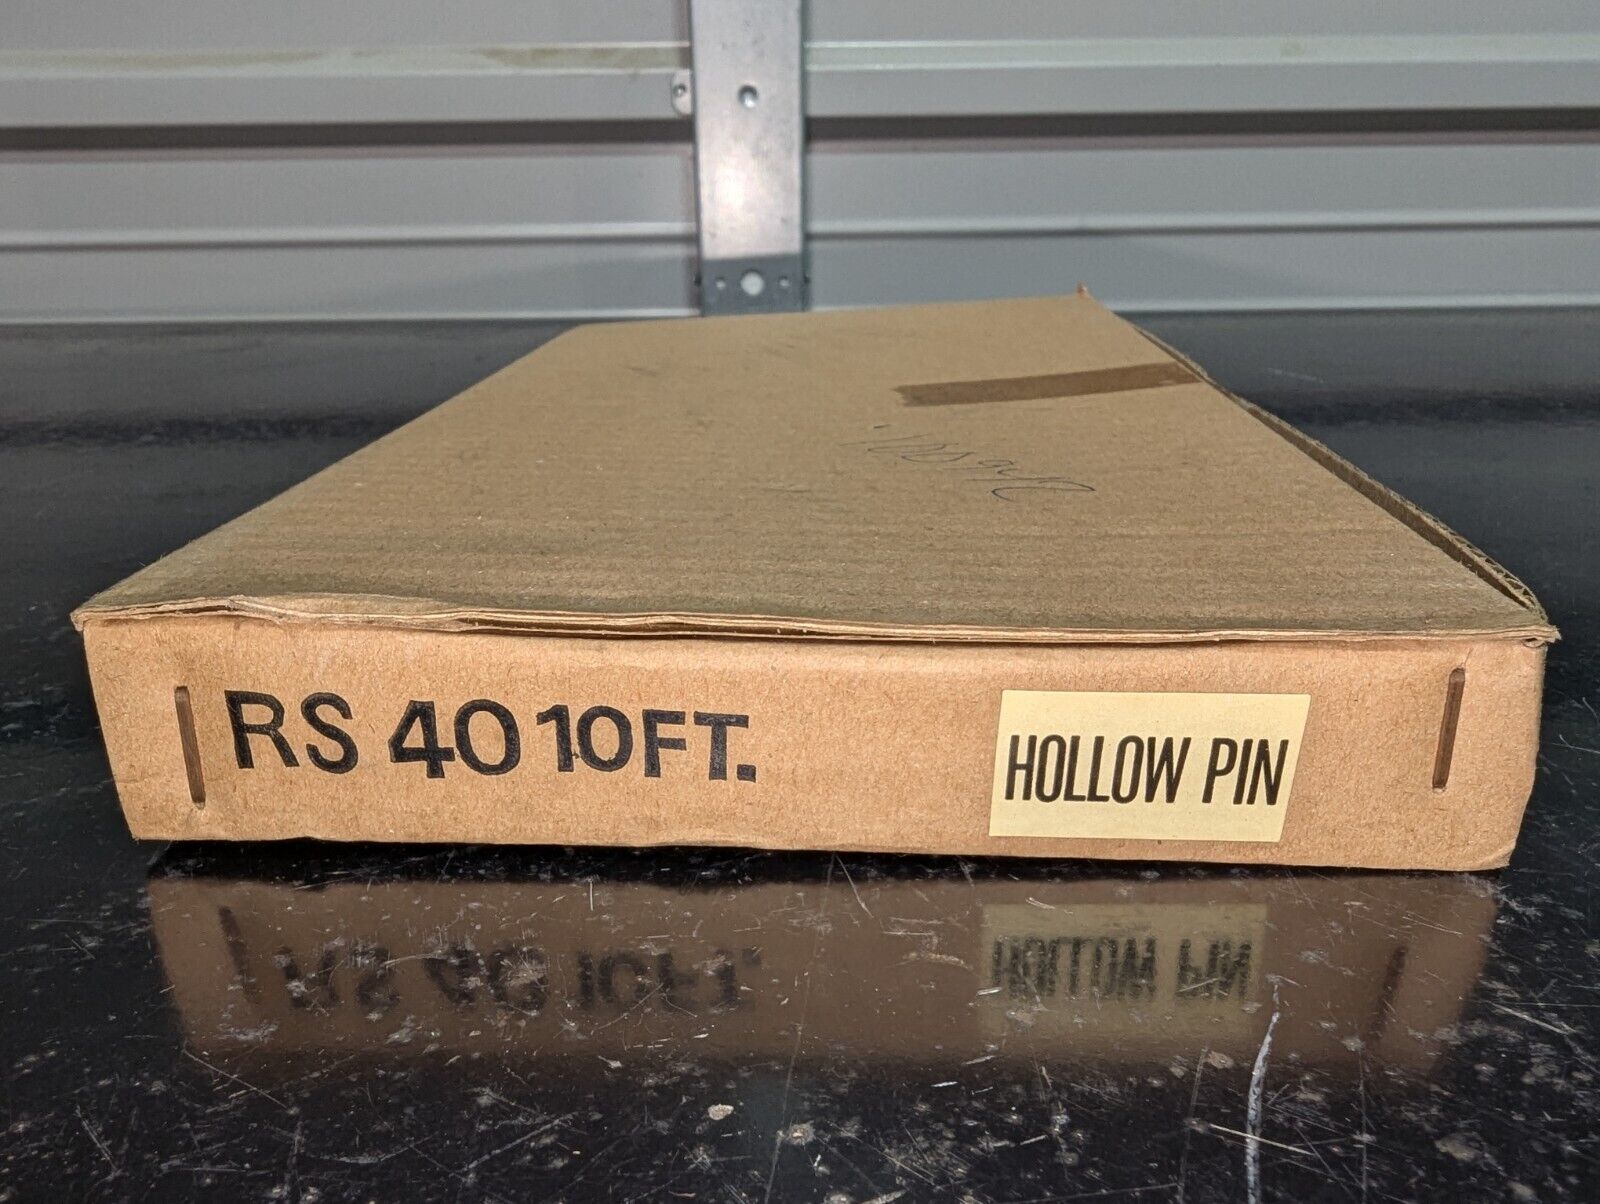 RS 40 10FT.
HOLLOW PIN